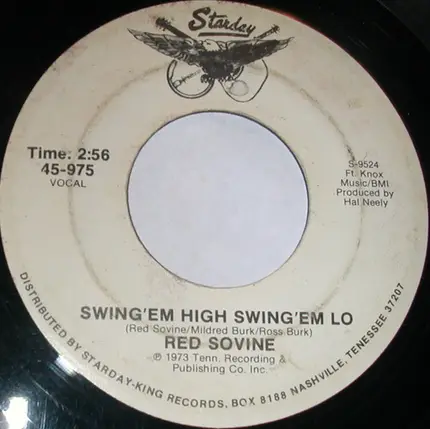 Starday
Time: 2:56
45-975
VOCAL
S-9524
Ft. Knox
Music/BMI
Produced by
Hal Neely
SWING'EM HIGH SWING'EM LO
(Red Sovine/Mildred Burk/Ross Burk)
RED SOVINE
℗ 1973 Tenn. Recording &
Publishing Co. Inc.
DISTRIBUTED BY STARDAY-KING RECORDS, BOX 8188 NASHVILLE, TENNESSEE 37207